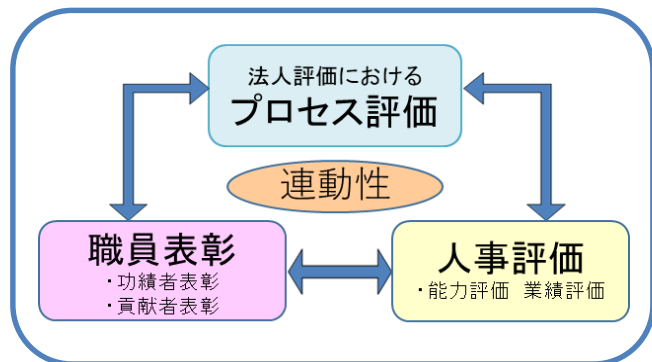 法人評価における
プロセス評価
連動性
職員表彰
・功績者表彰
・貢献者表彰
人事評価
・能力評価 業績評価